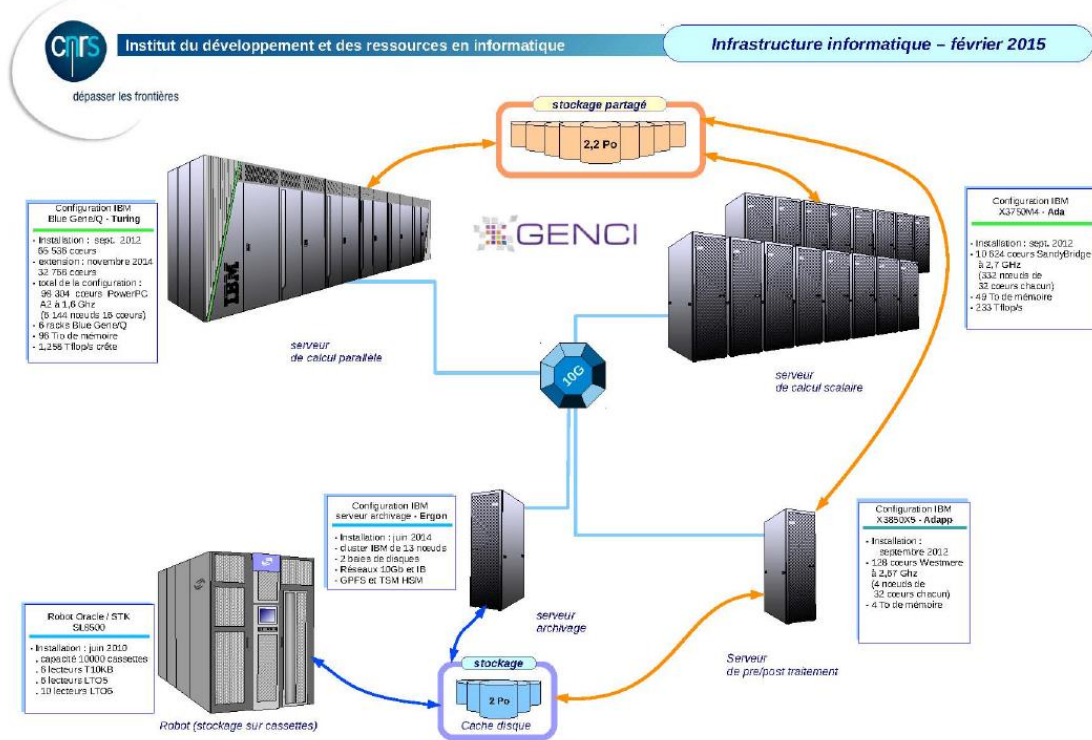 cnrs
Institut du développement et des ressources en informatique
Infrastructure informatique – février 2015
dépasser les frontières
stockage partagé
2,2 Po
Configuration IBM
Blue Gene/Q - Turing
- Installation : sept. 2012
65 536 cœurs
- extension : novembre 2014
32 756 cœurs
- total de la configuration :
98 304 cœurs PowerPC
A2 à 1,6 Ghz
(6 144 nœuds 16 cœurs)
- 6 racks Blue Gene/Q
- 96 Tio de mémoire
- 1,258 Tflop/s crête
IBM
GENCI
Configuration IBM
X3750M4 - Ada
- Installation : sept. 2012
- 10 624 cœurs SandyBridge
à 2,7 GHz
(332 nœuds de
32 cœurs chacun)
- 49 To de mémoire
- 233 Tflop/s
serveur
de calcul parallèle
10G
serveur
de calcul scalaire
Configuration IBM
serveur archivage - Ergon
- Installation : juin 2014
- cluster IBM de 13 nœuds
- 2 baies de disques
- Réseaux 10Gb et IB
- GPFS et TSM HSM
Configuration IBM
X3850X5 - Adapp
- Installation :
septembre 2012
- 128 cœurs Westmere
à 2,67 Ghz
(4 nœuds de
32 cœurs chacun)
- 4 To de mémoire
Robot Oracle / STK
SL8500
- Installation : juin 2010
. capacité 10000 cassettes
. 6 lecteurs T10KB
. 6 lecteurs LTO5
. 10 lecteurs LTO6
serveur
archivage
Serveur
de pre/post traitement
stockage
2 Po
Cache disque
Robot (stockage sur cassettes)